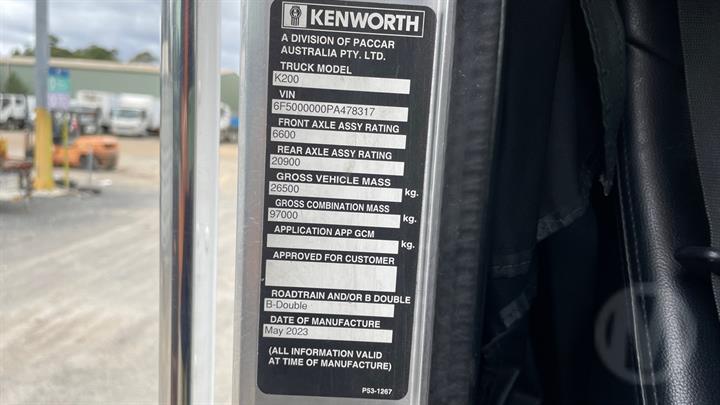 KENWORTH
A DIVISION OF PACCAR
AUSTRALIA PTY. LTD.
TRUCK MODEL
K200
VIN
6F5000000PA478317
FRONT AXLE ASSY RATING
6600
REAR AXLE ASSY RATING
20900
GROSS VEHICLE MASS
26500 kg.
GROSS COMBINATION MASS
97000 kg.
APPLICATION APP GCM
kg.
APPROVED FOR CUSTOMER
ROADTRAIN AND/OR B DOUBLE
B-Double
DATE OF MANUFACTURE
May 2023
(ALL INFORMATION VALID
AT TIME OF MANUFACTURE)
P53-1267